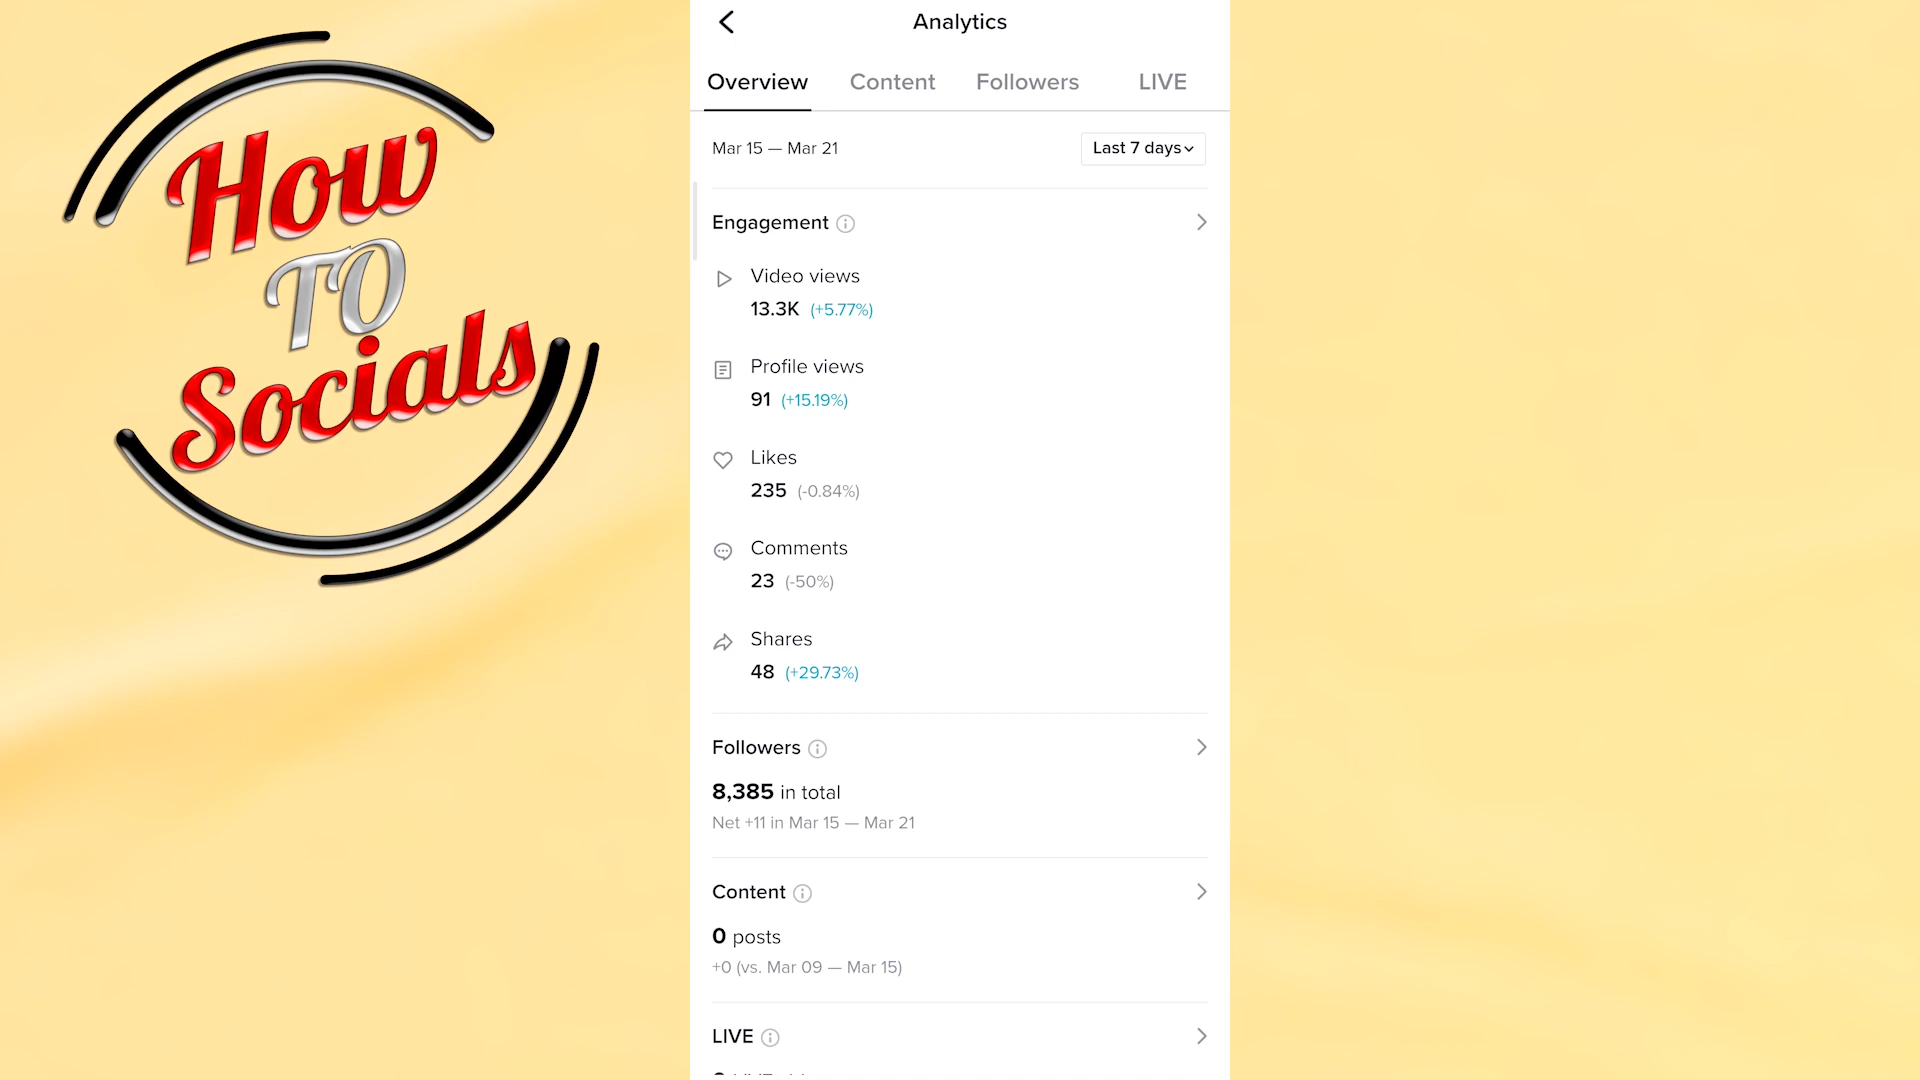 How
TO
Socials
Analytics
Overview Content Followers LIVE
Mar 15 — Mar 21 Last 7 days
Engagement
Video views
13.3K (+5.77%)
Profile views
91 (+15.19%)
Likes
235 (-0.84%)
Comments
23 (-50%)
Shares
48 (+29.73%)
Followers
8,385 in total
Net +11 in Mar 15 — Mar 21
Content
0 posts
+0 (vs. Mar 09 — Mar 15)
LIVE